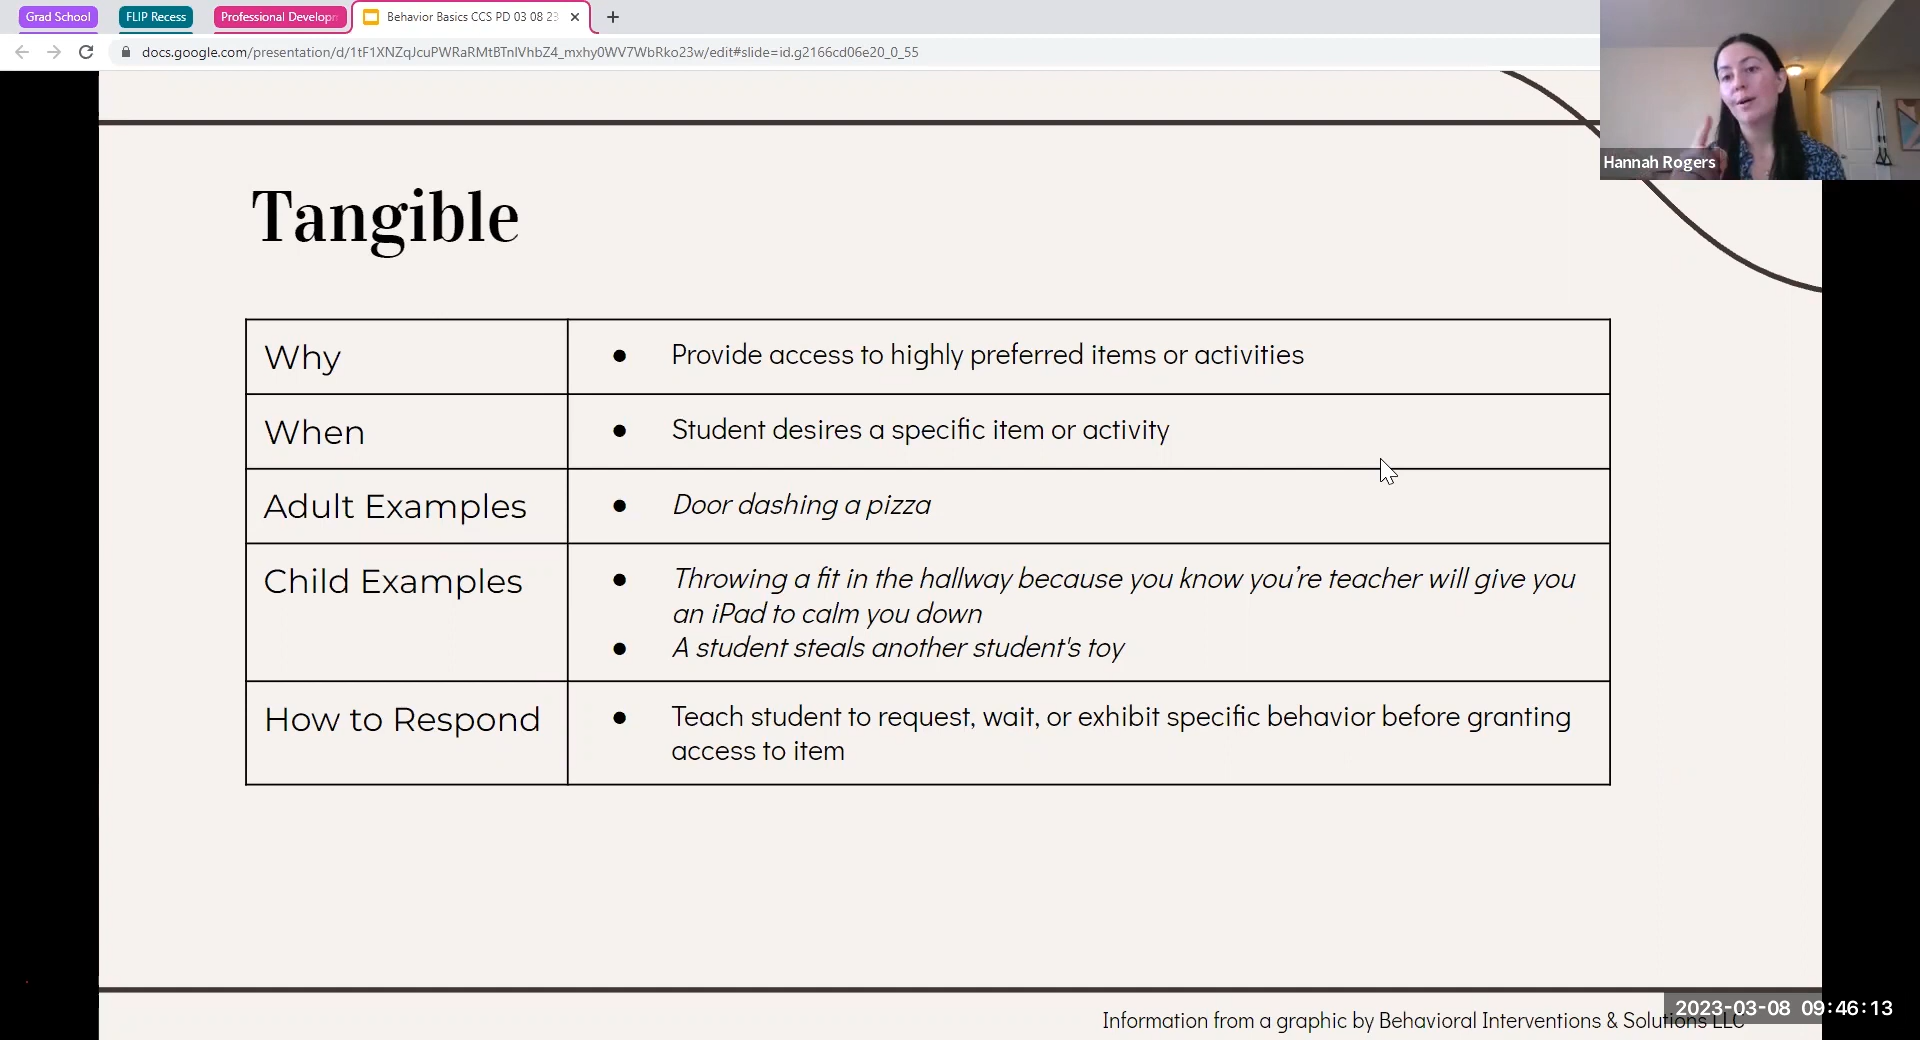 Grad School
FLIP Recess
Professional Develop
Behavior Basics CCS PD 03 08 23
docs.google.com/presentation/d/1tF1XNZqJcuPWRaRMtBTnlVhbZ4_mxhy0WV7WbRko23w/edit#slide=id.g2166cd06e20_0_55
Hannah Rogers
Tangible
Why
● Provide access to highly preferred items or activities
When
● Student desires a specific item or activity
Adult Examples
● Door dashing a pizza
Child Examples
● Throwing a fit in the hallway because you know you're teacher will give you
an iPad to calm you down
● A student steals another student's toy
How to Respond
● Teach student to request, wait, or exhibit specific behavior before granting
access to item
2023-03-08 09:46:13
Information from a graphic by Behavioral Interventions & Solutions LLC